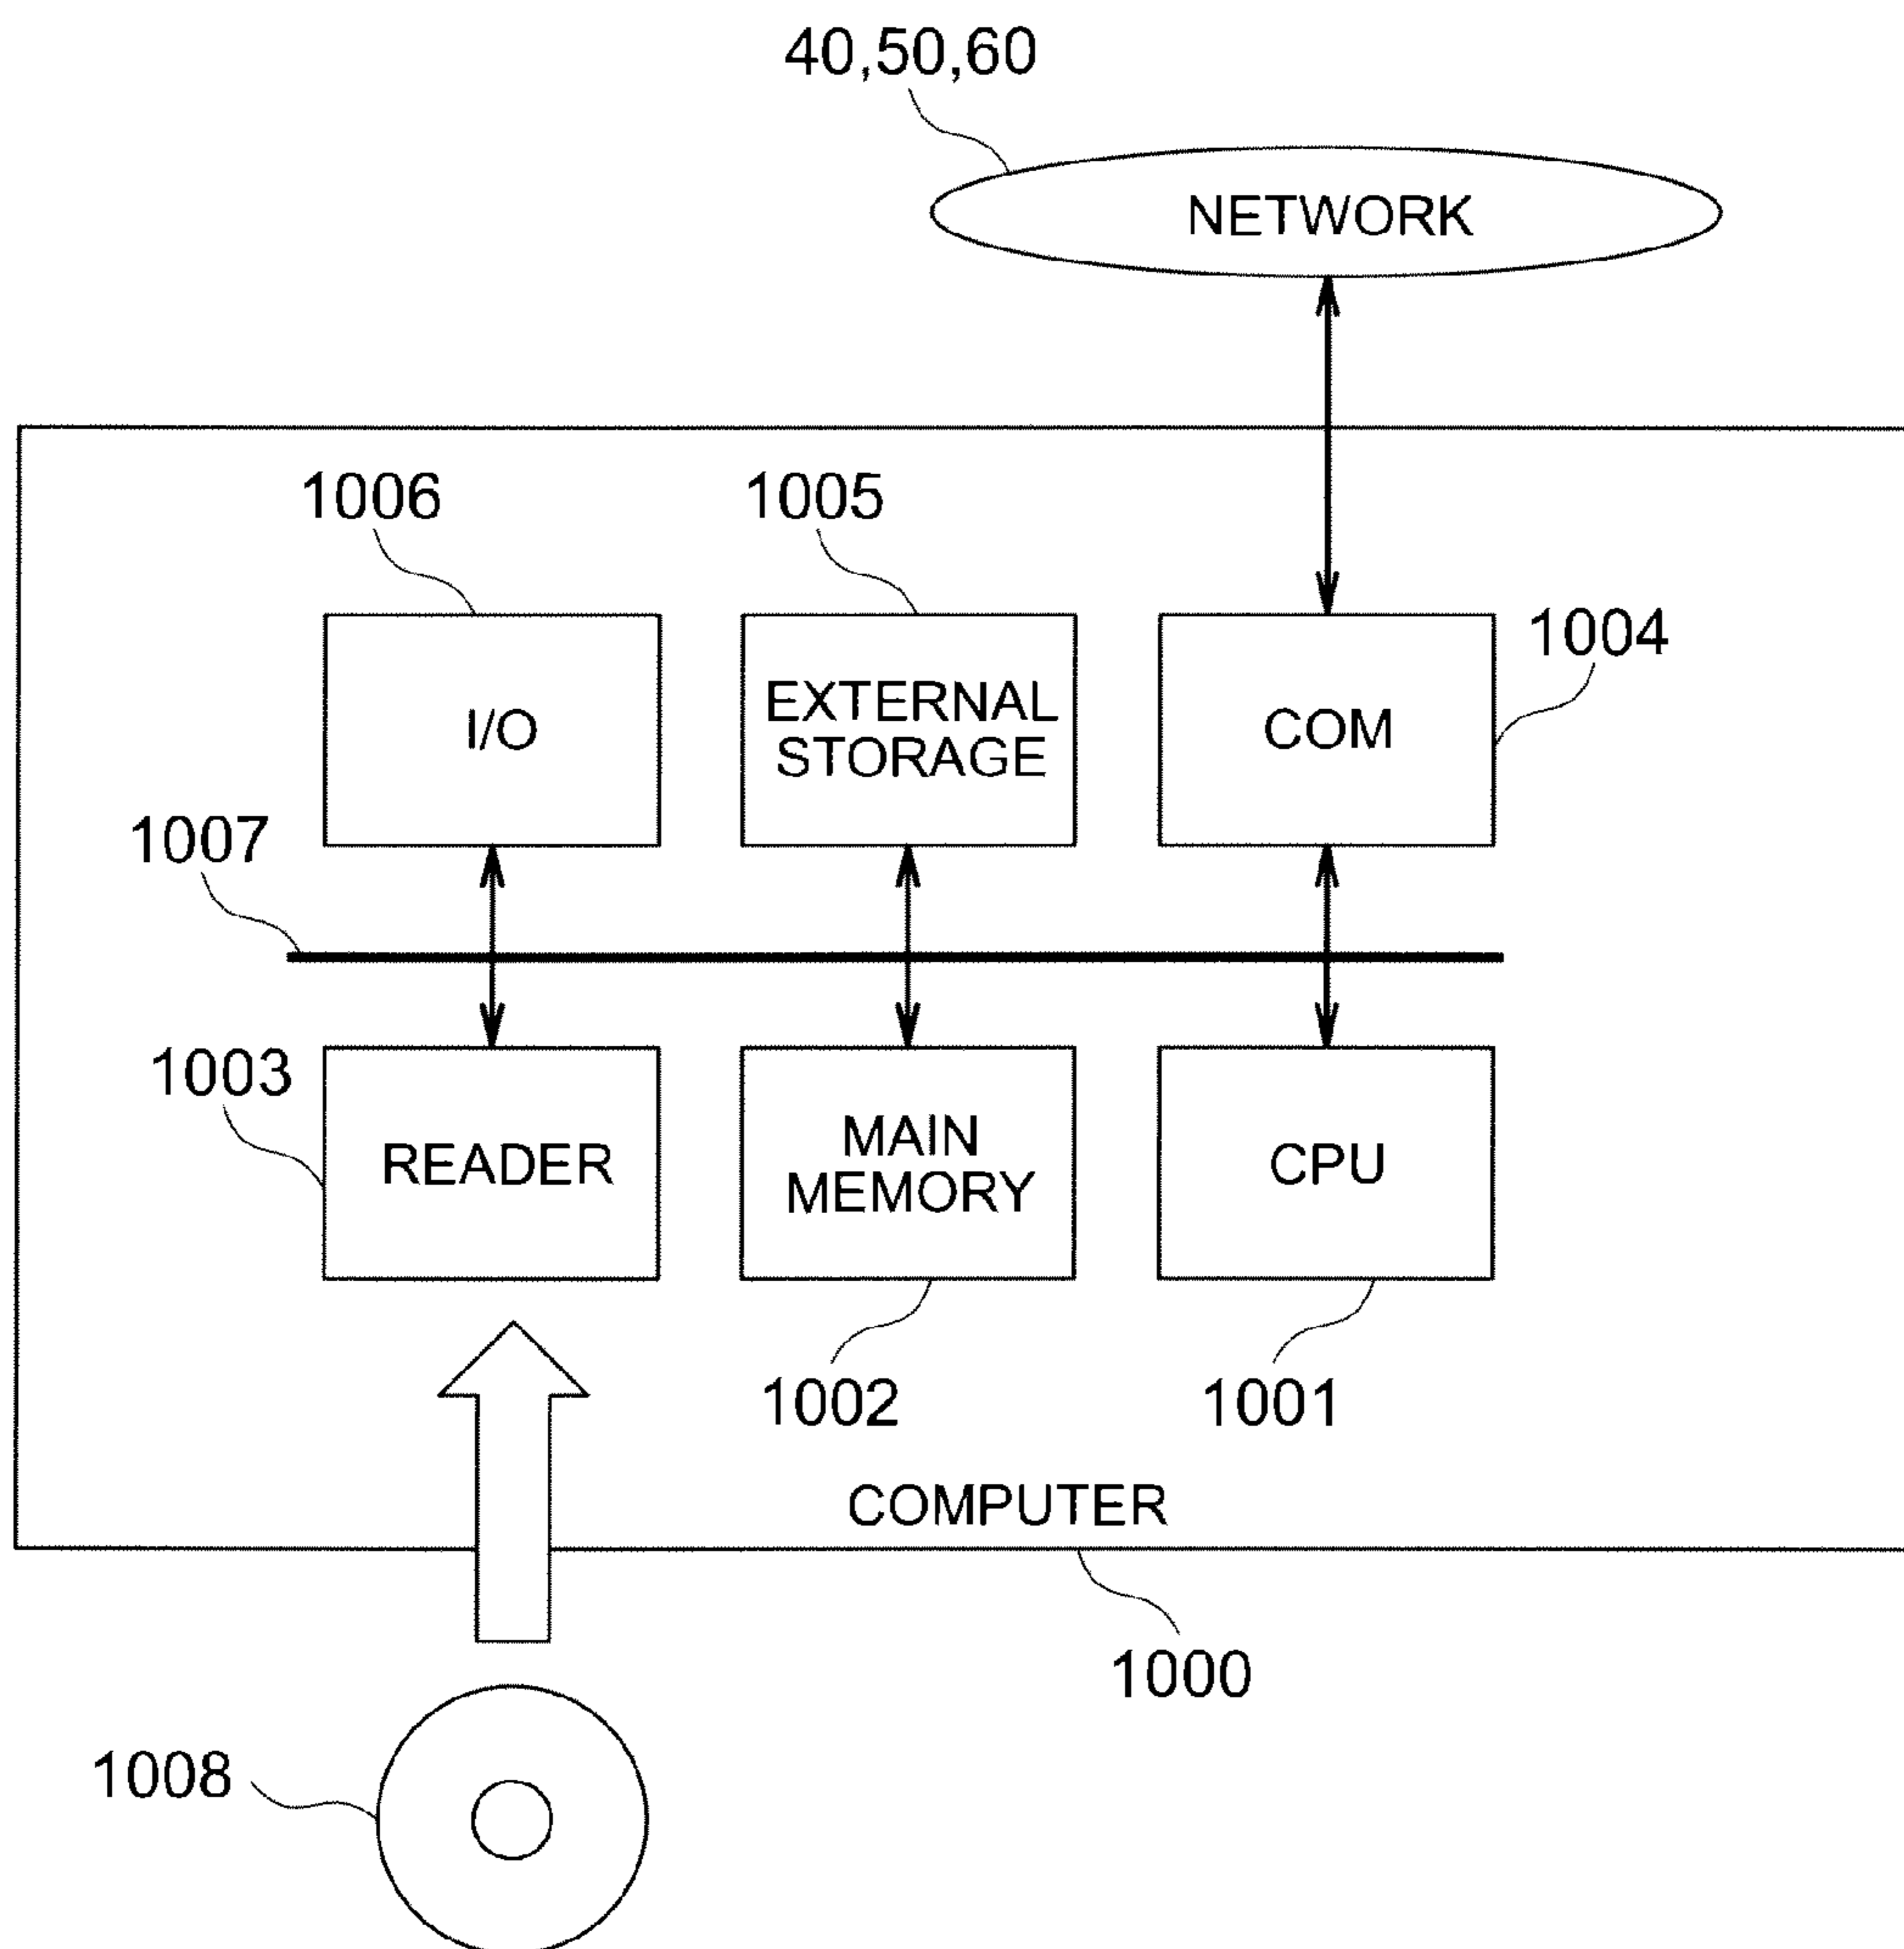 40,50,60
NETWORK
1006
1005
1004
I/O
EXTERNAL
STORAGE
COM
1007
1003
READER
MAIN
MEMORY
CPU
1002
1001
COMPUTER
1000
1008